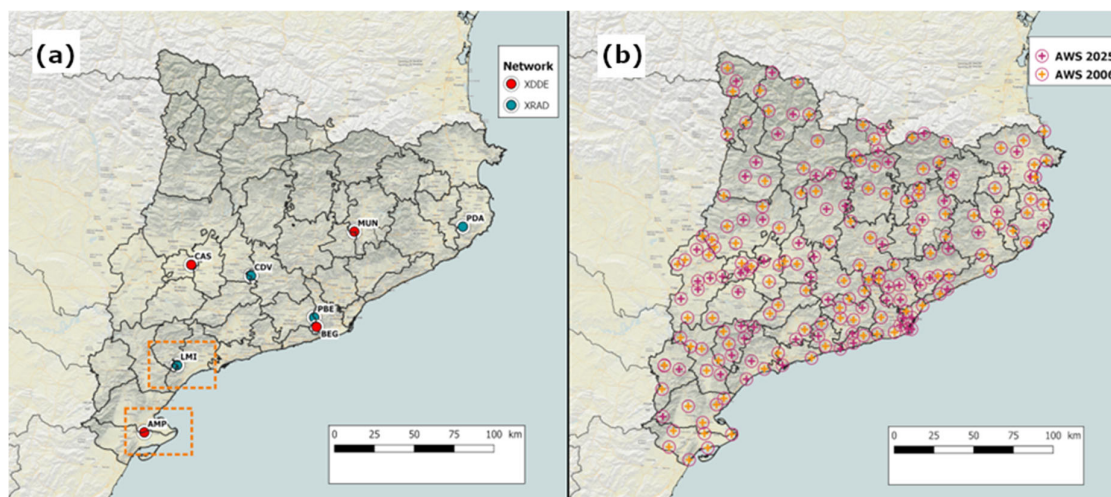 (a)
Network
XDDE
XRAD
MUN
PDA
CAS
CDV
PBE
BEG
LMI
AMP
0 25 50 75 100 km
(b)
AWS 2025
AWS 2006
0 25 50 75 100 km